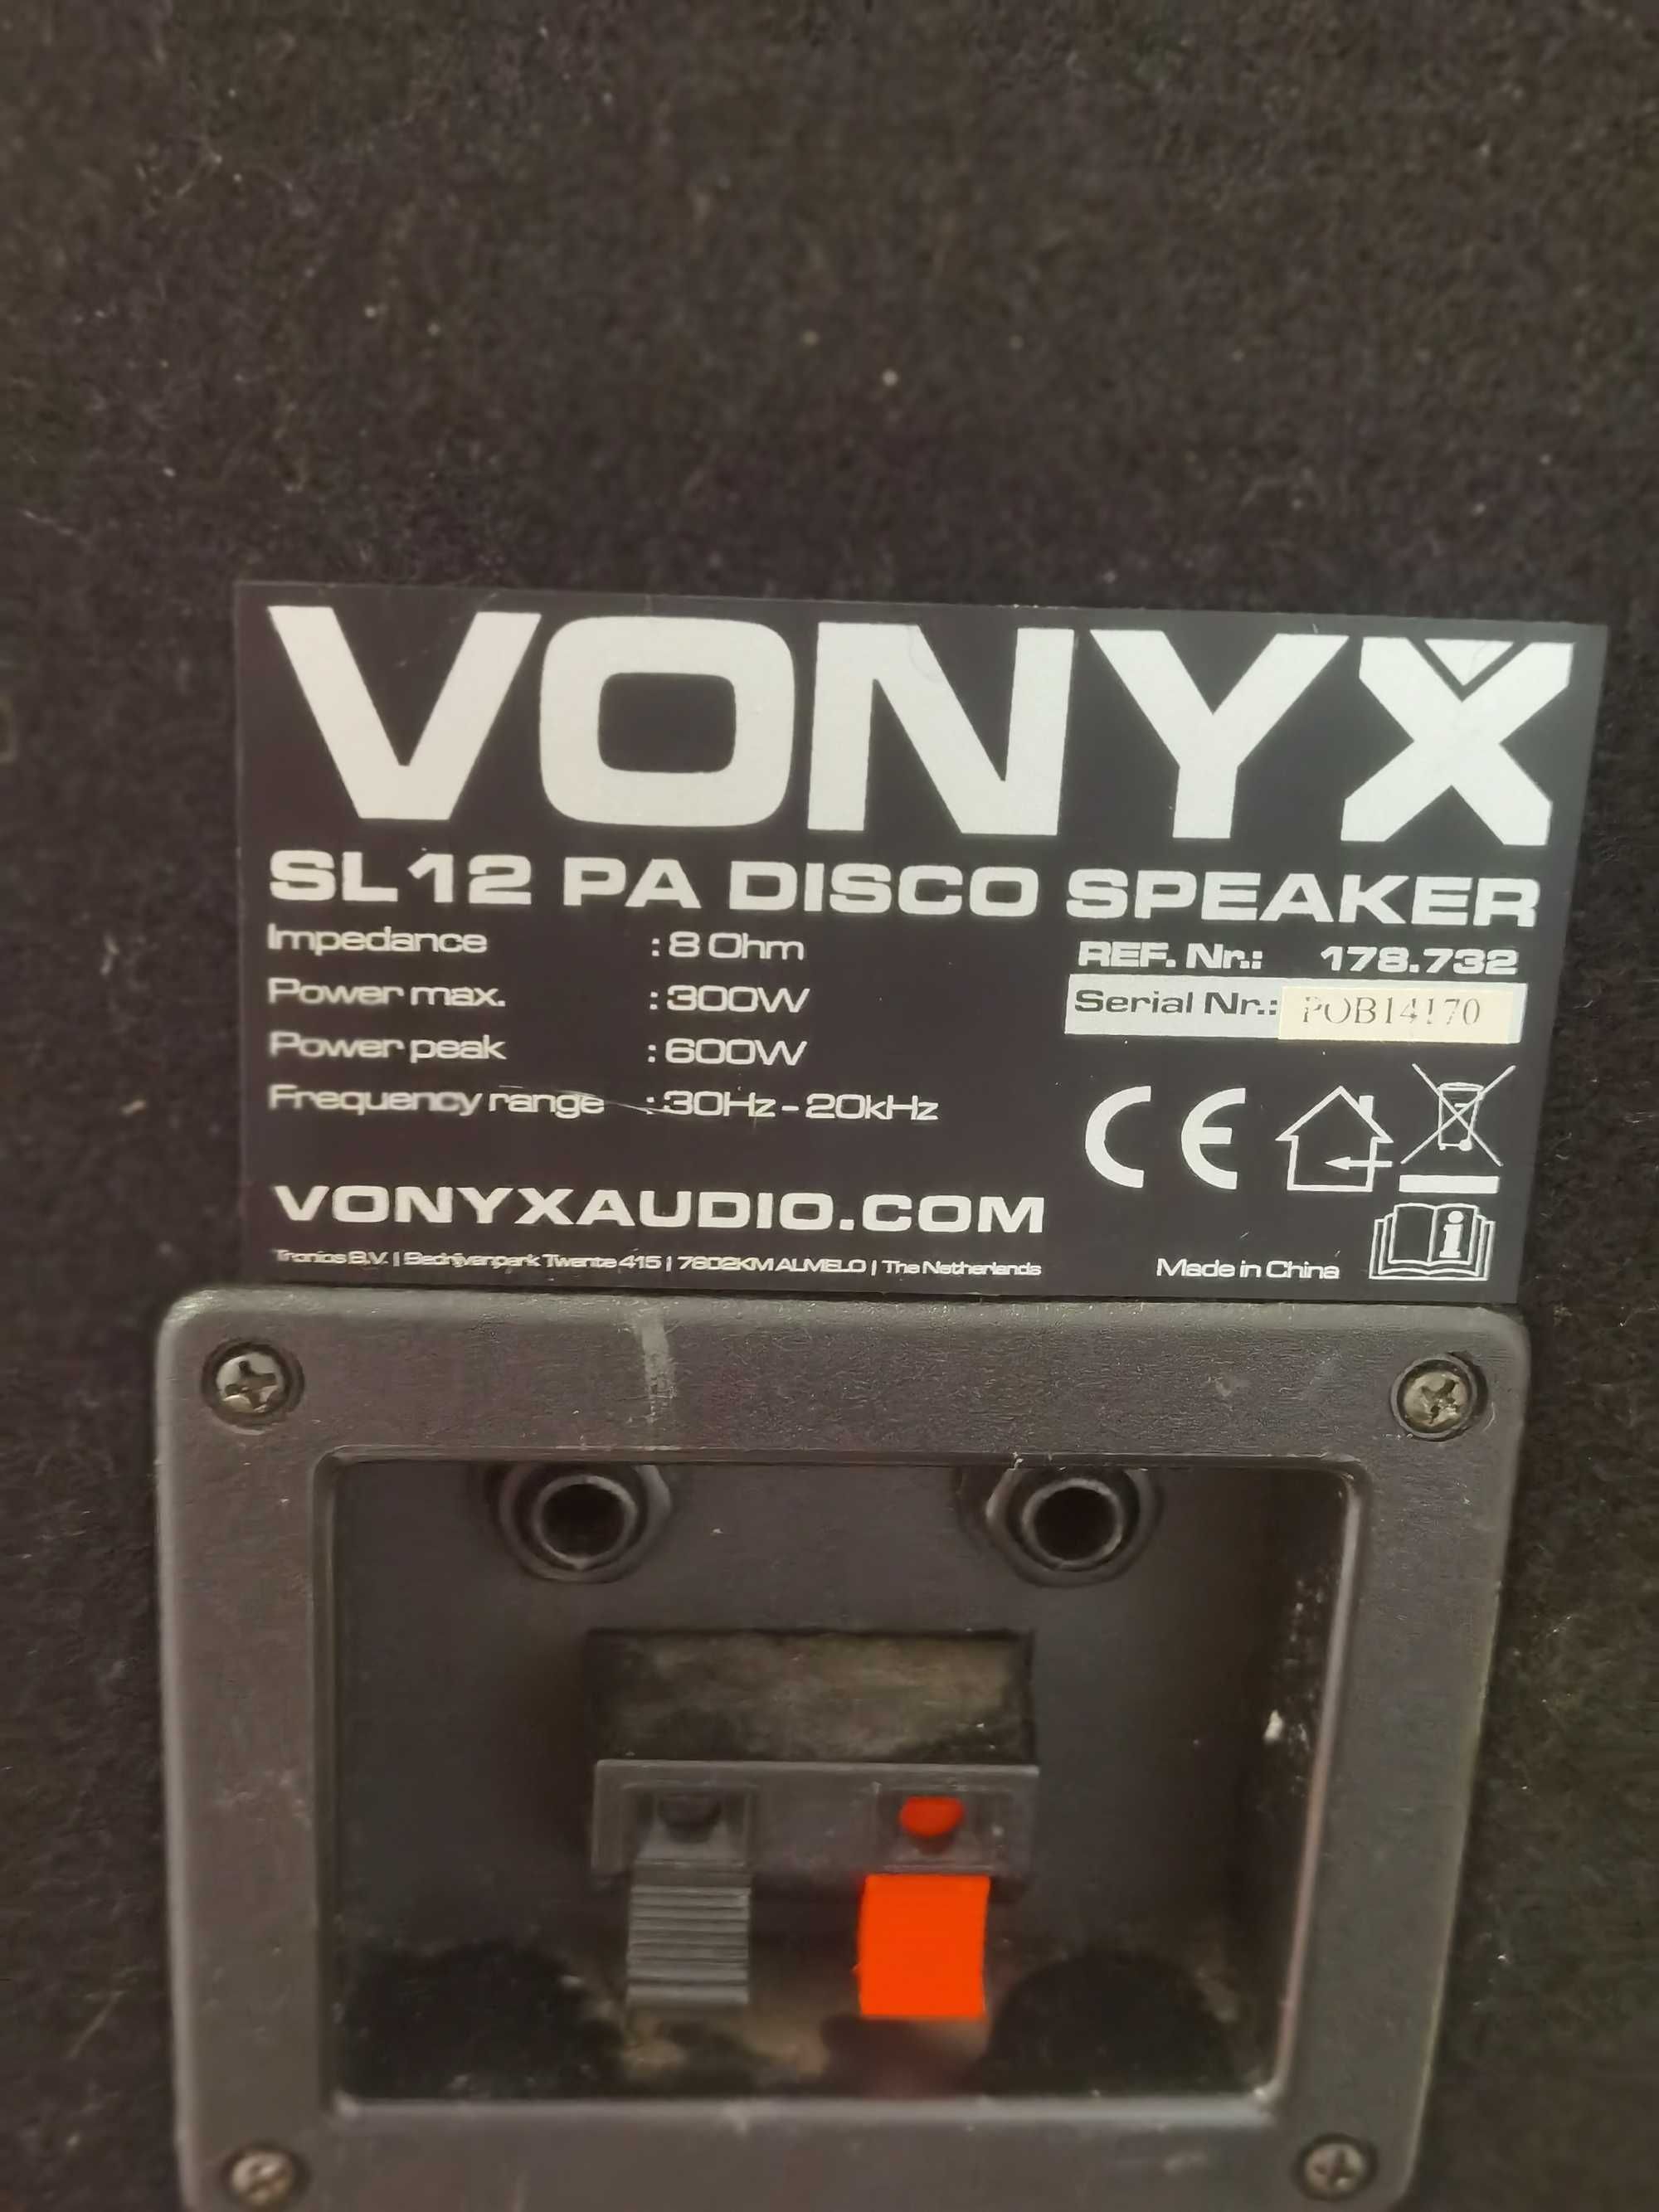 VONYX
SL12 PA DISCO SPEAKER
Impedance : 8 Ohm
Power max. : 300W
Power peak : 600W
Frequency range : 30Hz - 20kHz
REF. Nr.: 178.732
Serial Nr.: POB14170
CE
VONYXAUDIO.COM
Tronios B.V. | Bedrijvenpark Twente 415 | 7602KM ALMELO | The Netherlands
Made in China